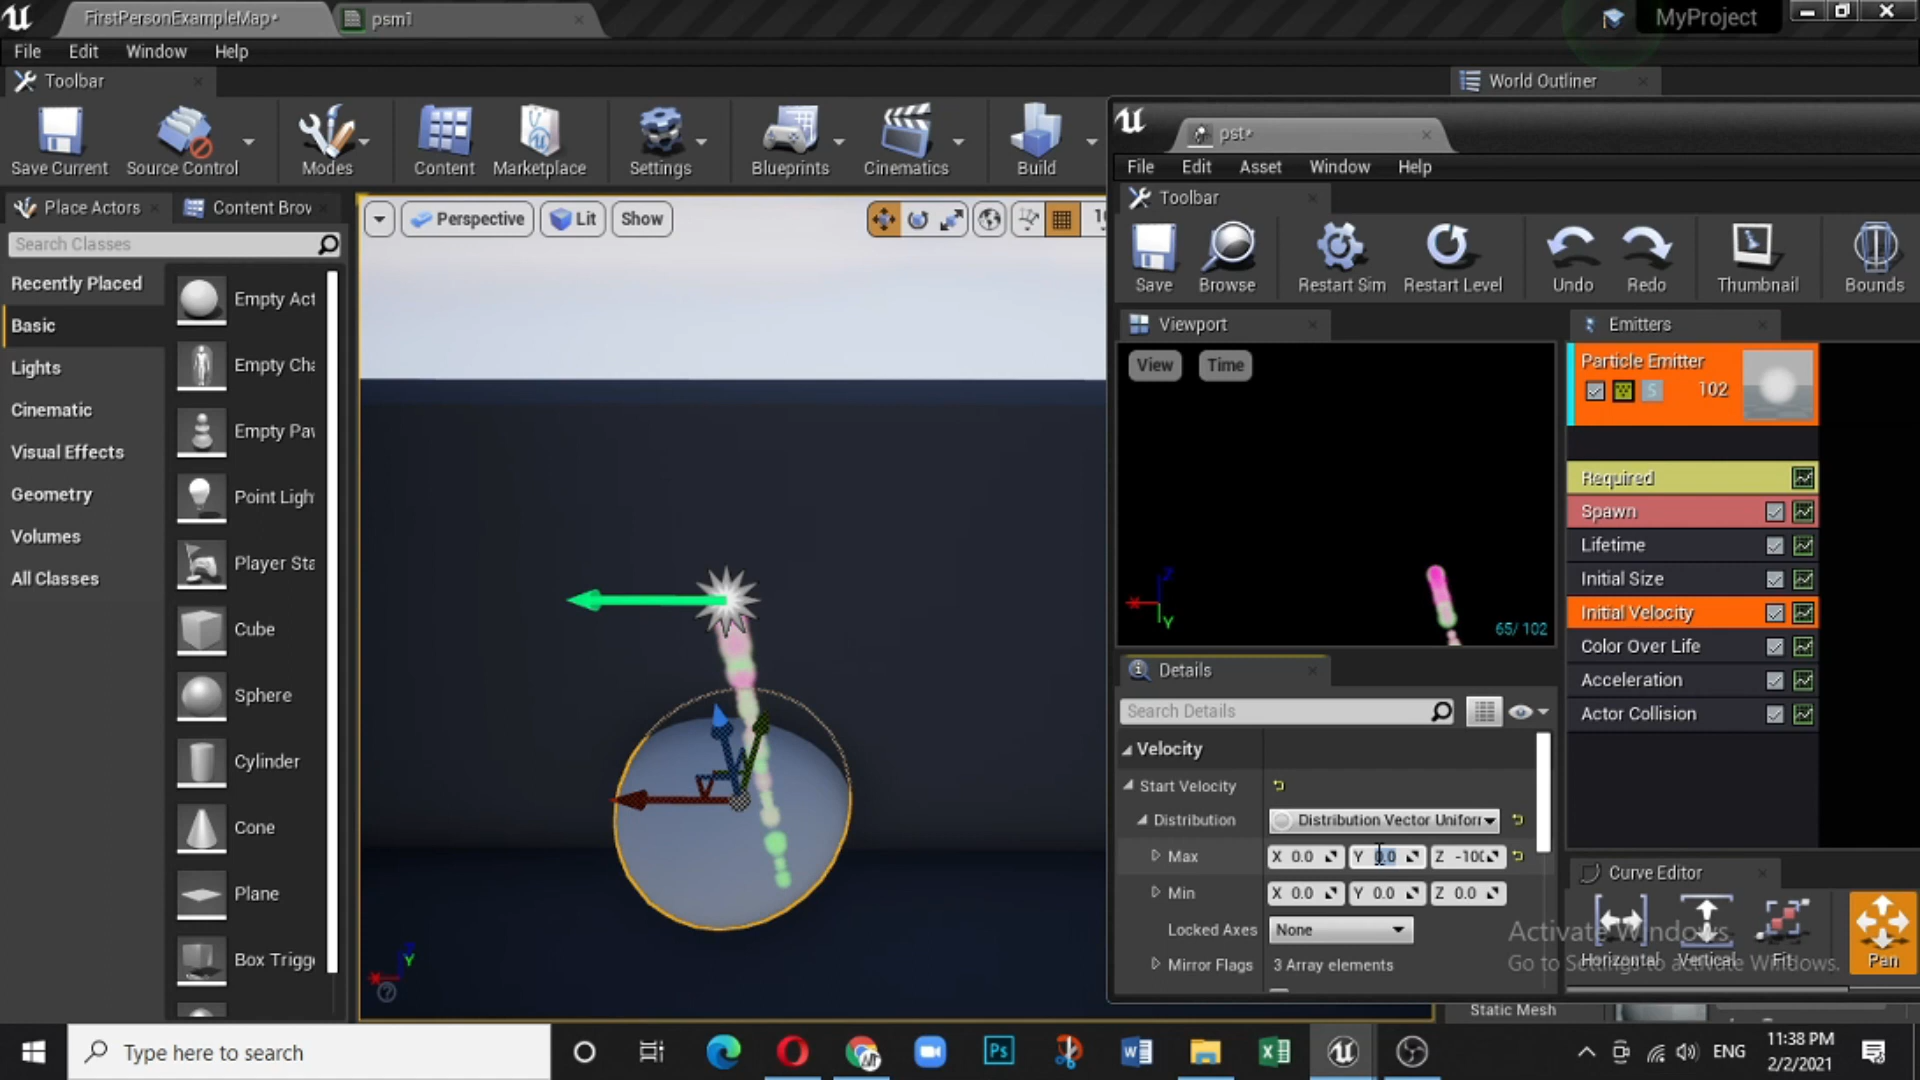 FirstPersonExampleMap*
psm1
MyProject
File Edit Window Help
Toolbar
World Outliner
Save Current
Source Control
Modes
Content
Marketplace
Settings
Blueprints
Cinematics
Build
Place Actors
Content Brov
Search Classes
Recently Placed
Basic
Lights
Cinematic
Visual Effects
Geometry
Volumes
All Classes
Empty Act
Empty Cha
Empty Pav
Point Ligh
Player Sta
Cube
Sphere
Cylinder
Cone
Plane
Box Trigge
Perspective
Lit
Show
10
Y
pst*
File Edit Asset Window Help
Toolbar
Save
Browse
Restart Sim
Restart Level
Undo
Redo
Thumbnail
Bounds
Viewport
View
Time
Z
Y
65/ 102
Emitters
Particle Emitter
S 102
Required
Spawn
Lifetime
Initial Size
Initial Velocity
Color Over Life
Acceleration
Actor Collision
Details
Search Details
Velocity
Start Velocity
Distribution Distribution Vector Unifori
Max X 0.0 Y 0.0 Z -100
Min X 0.0 Y 0.0 Z 0.0
Locked Axes None
Mirror Flags 3 Array elements
Curve Editor
Horizontal
Vertical
Fit
Pan
Activate Windows
Go to Settings to activate Windows.
Static Mesh
Type here to search
Ps
ENG
11:38 PM
2/2/2021